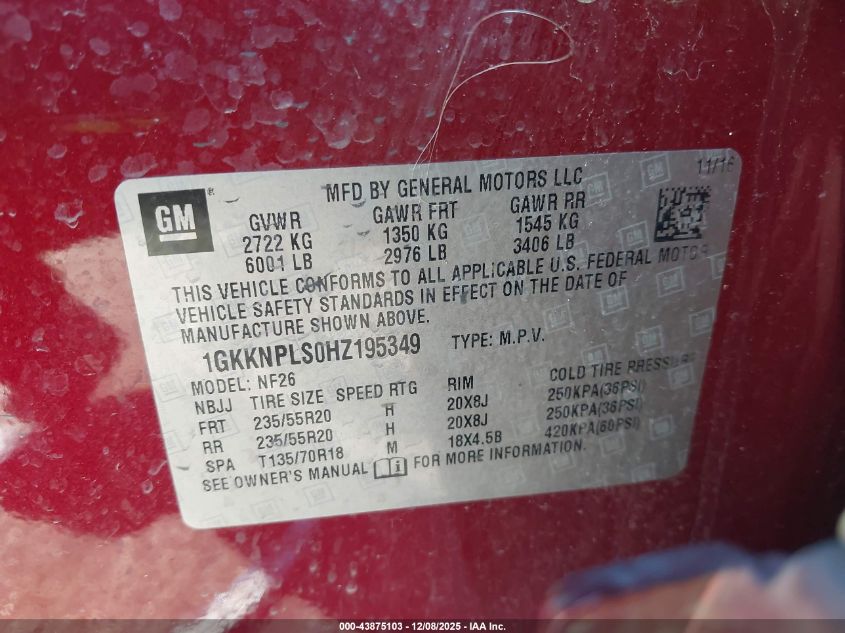 11/16
MFD BY GENERAL MOTORS LLC
GM
GVWR GAWR FRT GAWR RR
2722 KG 1350 KG 1545 KG
6001 LB 2976 LB 3406 LB
THIS VEHICLE CONFORMS TO ALL APPLICABLE U.S. FEDERAL MOTOR
VEHICLE SAFETY STANDARDS IN EFFECT ON THE DATE OF
MANUFACTURE SHOWN ABOVE.
1GKKNPLS0HZ195349 TYPE: M.P.V.
MODEL: NF26
NBJJ TIRE SIZE SPEED RTG RIM COLD TIRE PRESSURE
FRT 235/55R20 H 20X8J 250KPA(36PSI)
RR 235/55R20 H 20X8J 250KPA(36PSI)
SPA T135/70R18 M 18X4.5B 420KPA(60PSI)
SEE OWNER'S MANUAL FOR MORE INFORMATION.
000-43875103 - 12/08/2025 - IAA Inc.